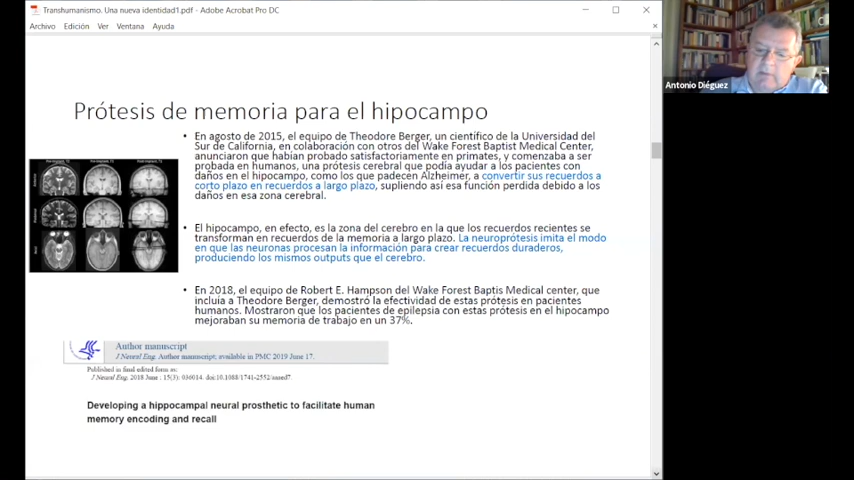 Transhumanismo. Una nueva identidad1.pdf - Adobe Acrobat Pro DC
Archivo Edición Ver Ventana Ayuda
Antonio Diéguez
Prótesis de memoria para el hipocampo
• En agosto de 2015, el equipo de Theodore Berger, un científico de la Universidad del
Sur de California, en colaboración con otros del Wake Forest Baptist Medical Center,
anunciaron que habían probado satisfactoriamente en primates, y comenzaba a ser
probada en humanos, una prótesis cerebral que podía ayudar a los pacientes con
daños en el hipocampo, como los que padecen Alzheimer, a convertir sus recuerdos a
corto plazo en recuerdos a largo plazo, supliendo así esa función perdida debido a los
daños en esa zona cerebral.
• El hipocampo, en efecto, es la zona del cerebro en la que los recuerdos recientes se
transforman en recuerdos de la memoria a largo plazo. La neuroprótesis imita el modo
en que las neuronas procesan la información para crear recuerdos duraderos,
produciendo los mismos outputs que el cerebro.
• En 2018, el equipo de Robert E. Hampson del Wake Forest Baptis Medical center, que
incluía a Theodore Berger, demostró la efectividad de estas prótesis en pacientes
humanos. Mostraron que los pacientes de epilepsia con estas prótesis en el hipocampo
mejoraban su memoria de trabajo en un 37%.
Author manuscript
J Neural Eng. Author manuscript; available in PMC 2019 June 17.
Published in final edited form as:
J Neural Eng. 2018 June ; 15(3): 036014. doi:10.1088/1741-2552/aaaed7.
Developing a hippocampal neural prosthetic to facilitate human
memory encoding and recall